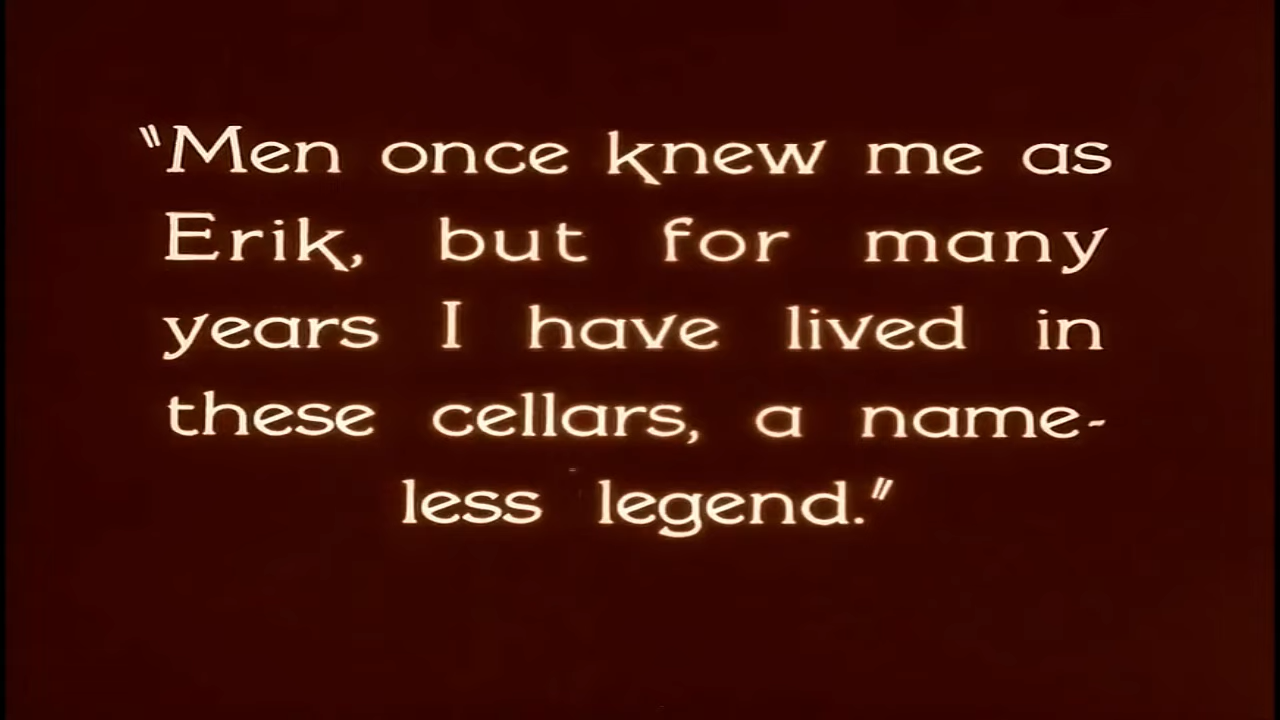 "Men once knew me as
Erik, but for many
years I have lived in
these cellars, a name-
less legend."